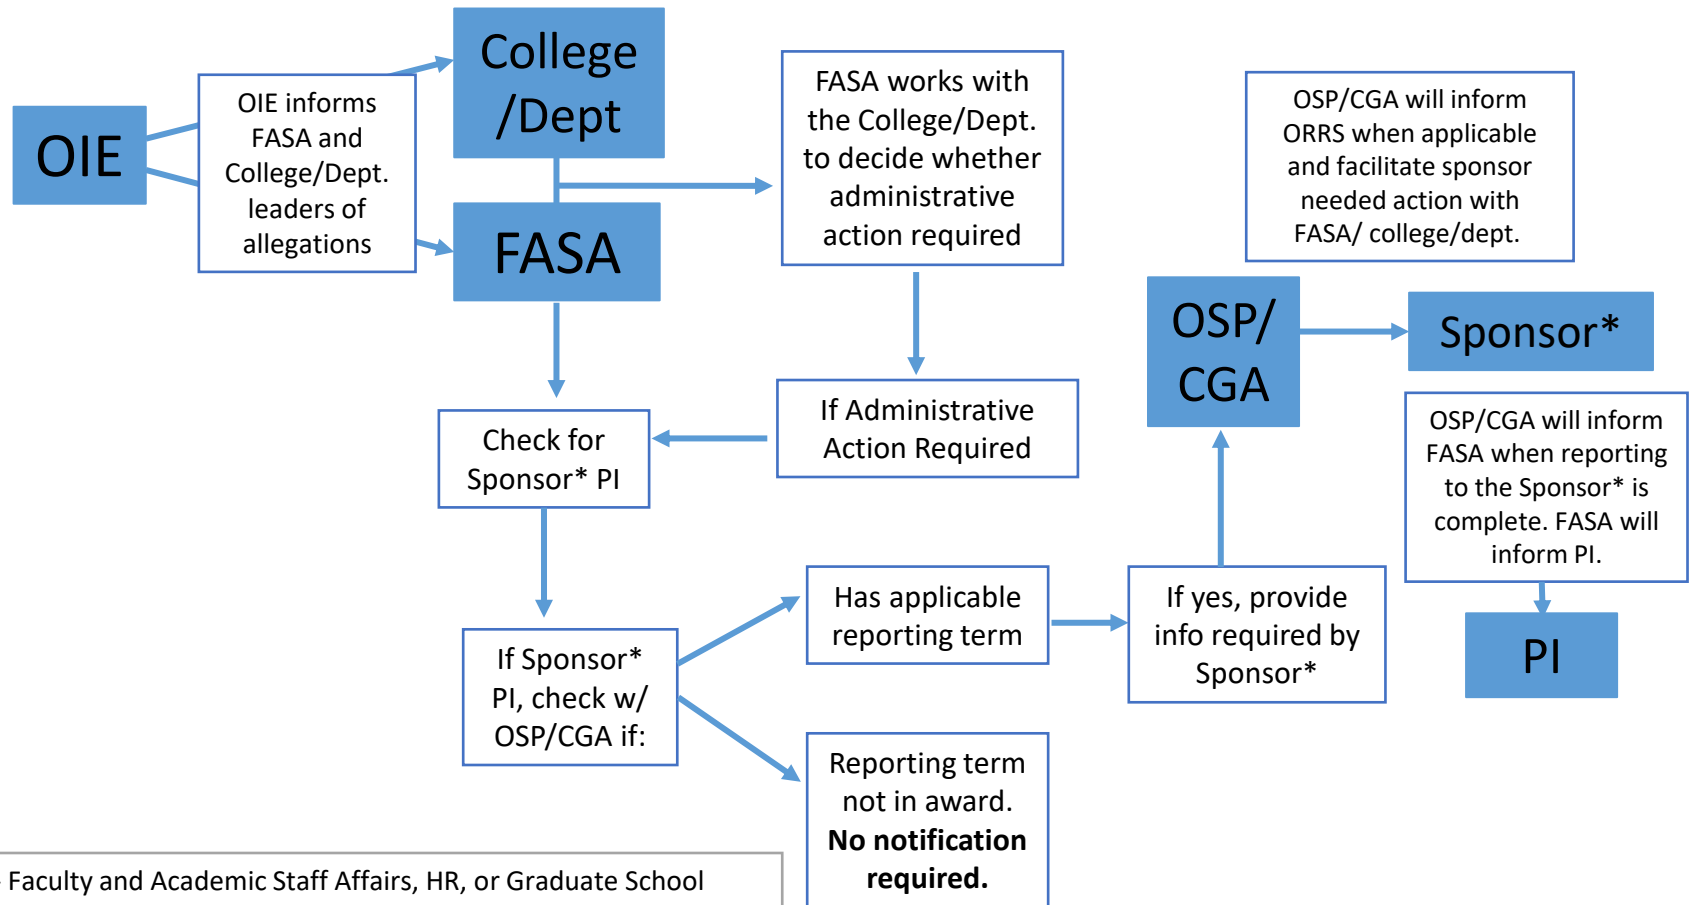 OIE
OIE informs
FASA and
College/Dept.
leaders of
allegations
College
/Dept
FASA
FASA works with
the College/Dept.
to decide whether
administrative
action required
If Administrative
Action Required
Check for
Sponsor* PI
If Sponsor*
PI, check w/
OSP/CGA if:
Has applicable
reporting term
Reporting term
not in award.
No notification
required.
If yes, provide
info required by
Sponsor*
OSP/
CGA
OSP/CGA will inform
ORRS when applicable
and facilitate sponsor
needed action with
FASA/ college/dept.
Sponsor*
OSP/CGA will inform
FASA when reporting
to the Sponsor* is
complete. FASA will
inform PI.
PI
Faculty and Academic Staff Affairs, HR, or Graduate School